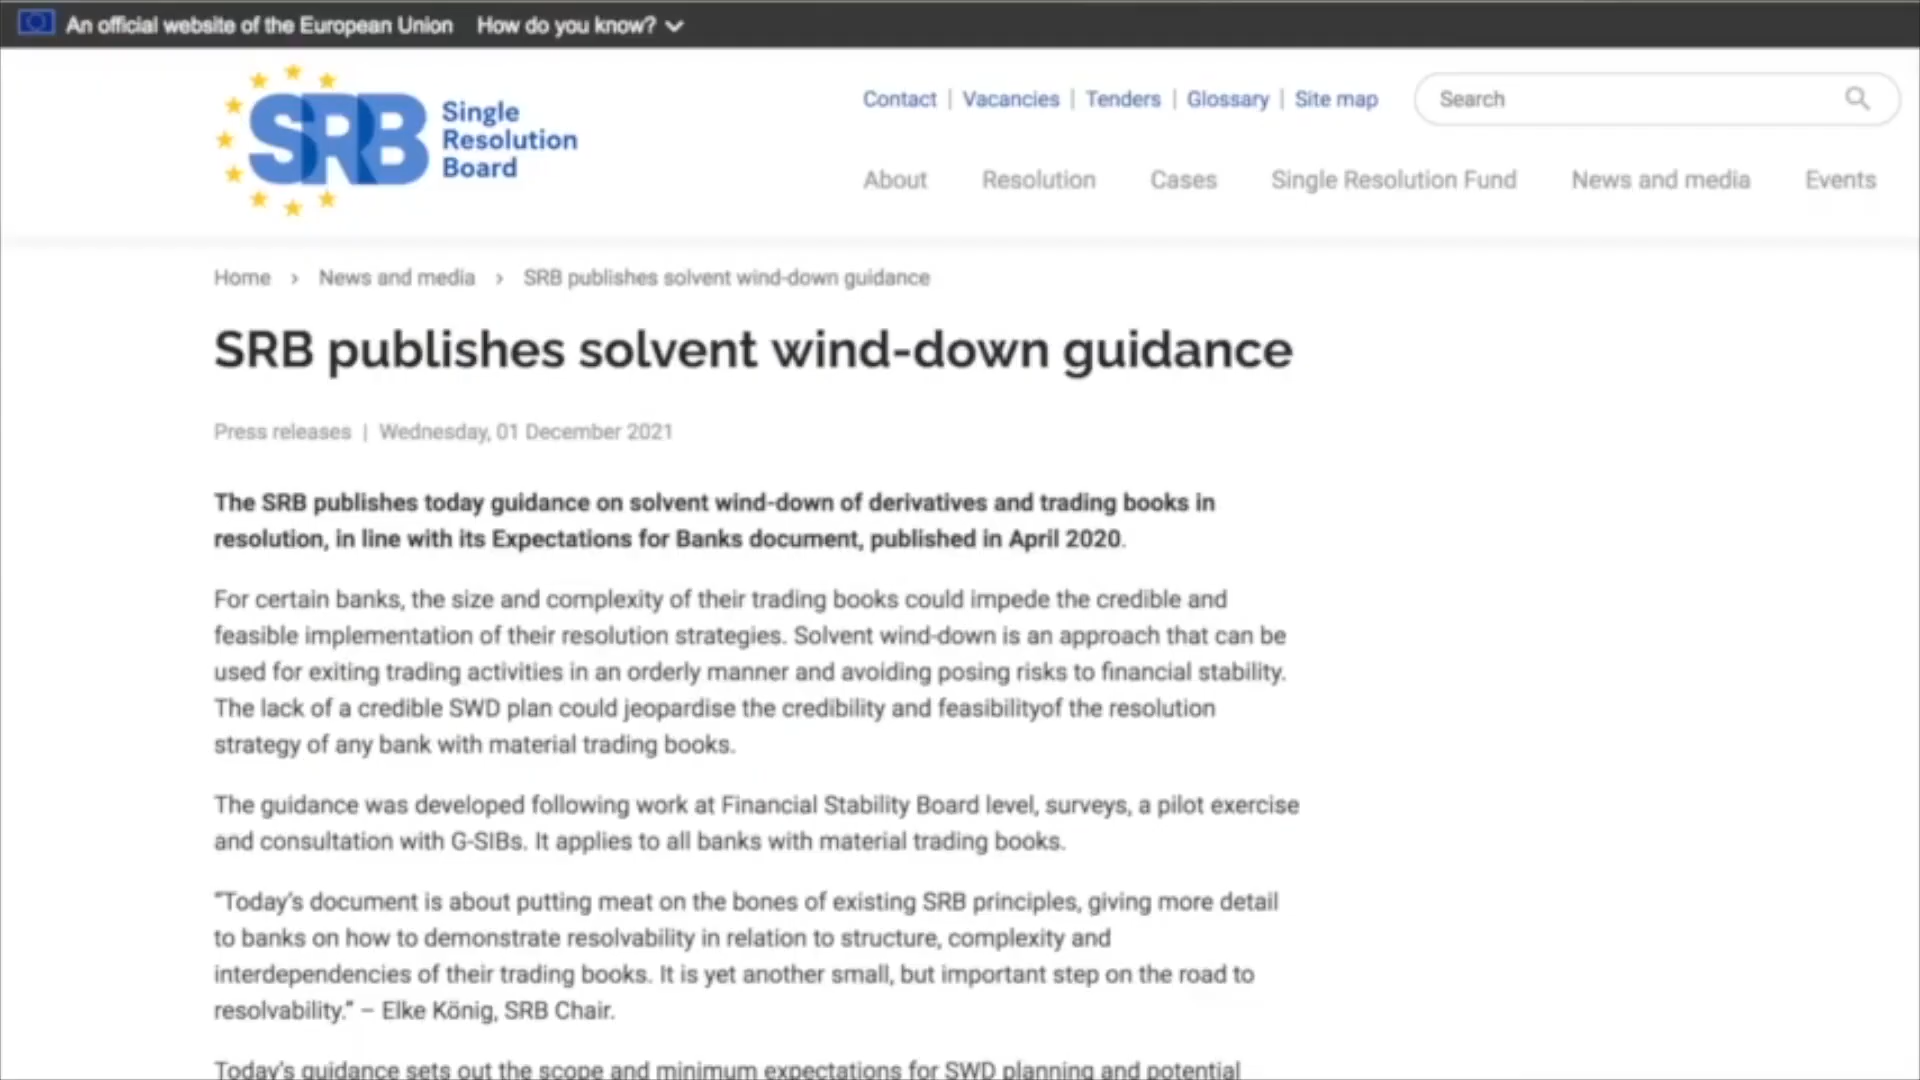 An official website of the European Union How do you know?
SRB
Single
Resolution
Board
Contact | Vacancies | Tenders | Glossary | Site map
Search
About Resolution Cases Single Resolution Fund News and media Events
Home > News and media > SRB publishes solvent wind-down guidance
SRB publishes solvent wind-down guidance
Press releases | Wednesday, 01 December 2021
The SRB publishes today guidance on solvent wind-down of derivatives and trading books in
resolution, in line with its Expectations for Banks document, published in April 2020.
For certain banks, the size and complexity of their trading books could impede the credible and
feasible implementation of their resolution strategies. Solvent wind-down is an approach that can be
used for exiting trading activities in an orderly manner and avoiding posing risks to financial stability.
The lack of a credible SWD plan could jeopardise the credibility and feasibilityof the resolution
strategy of any bank with material trading books.
The guidance was developed following work at Financial Stability Board level, surveys, a pilot exercise
and consultation with G-SIBs. It applies to all banks with material trading books.
“Today’s document is about putting meat on the bones of existing SRB principles, giving more detail
to banks on how to demonstrate resolvability in relation to structure, complexity and
interdependencies of their trading books. It is yet another small, but important step on the road to
resolvability.” – Elke König, SRB Chair.
Today’s guidance sets out the scope and minimum expectations for SWD planning and potential